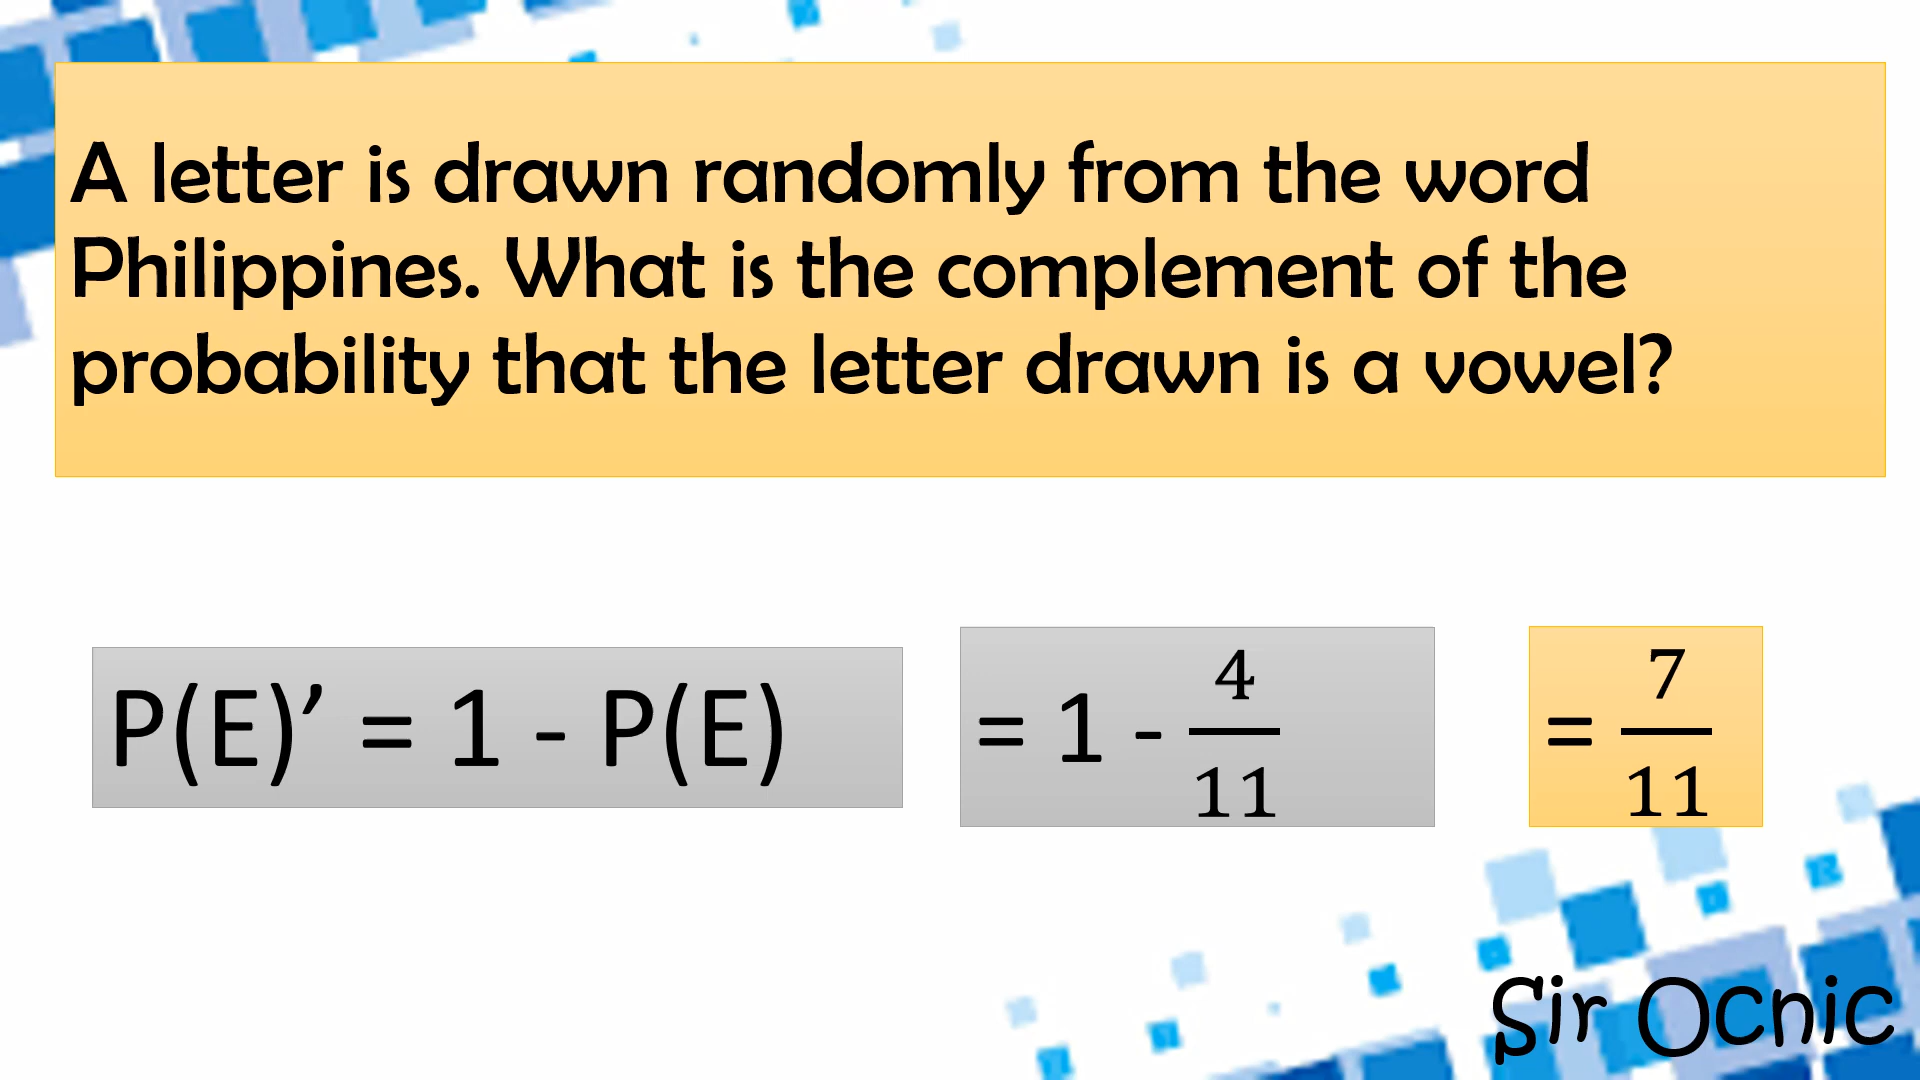 A letter is drawn randomly from the word
Philippines. What is the complement of the
probability that the letter drawn is a vowel?
P(E)’ = 1 - P(E)
= 1 - 4/11
= 7/11
Sir Ocnic